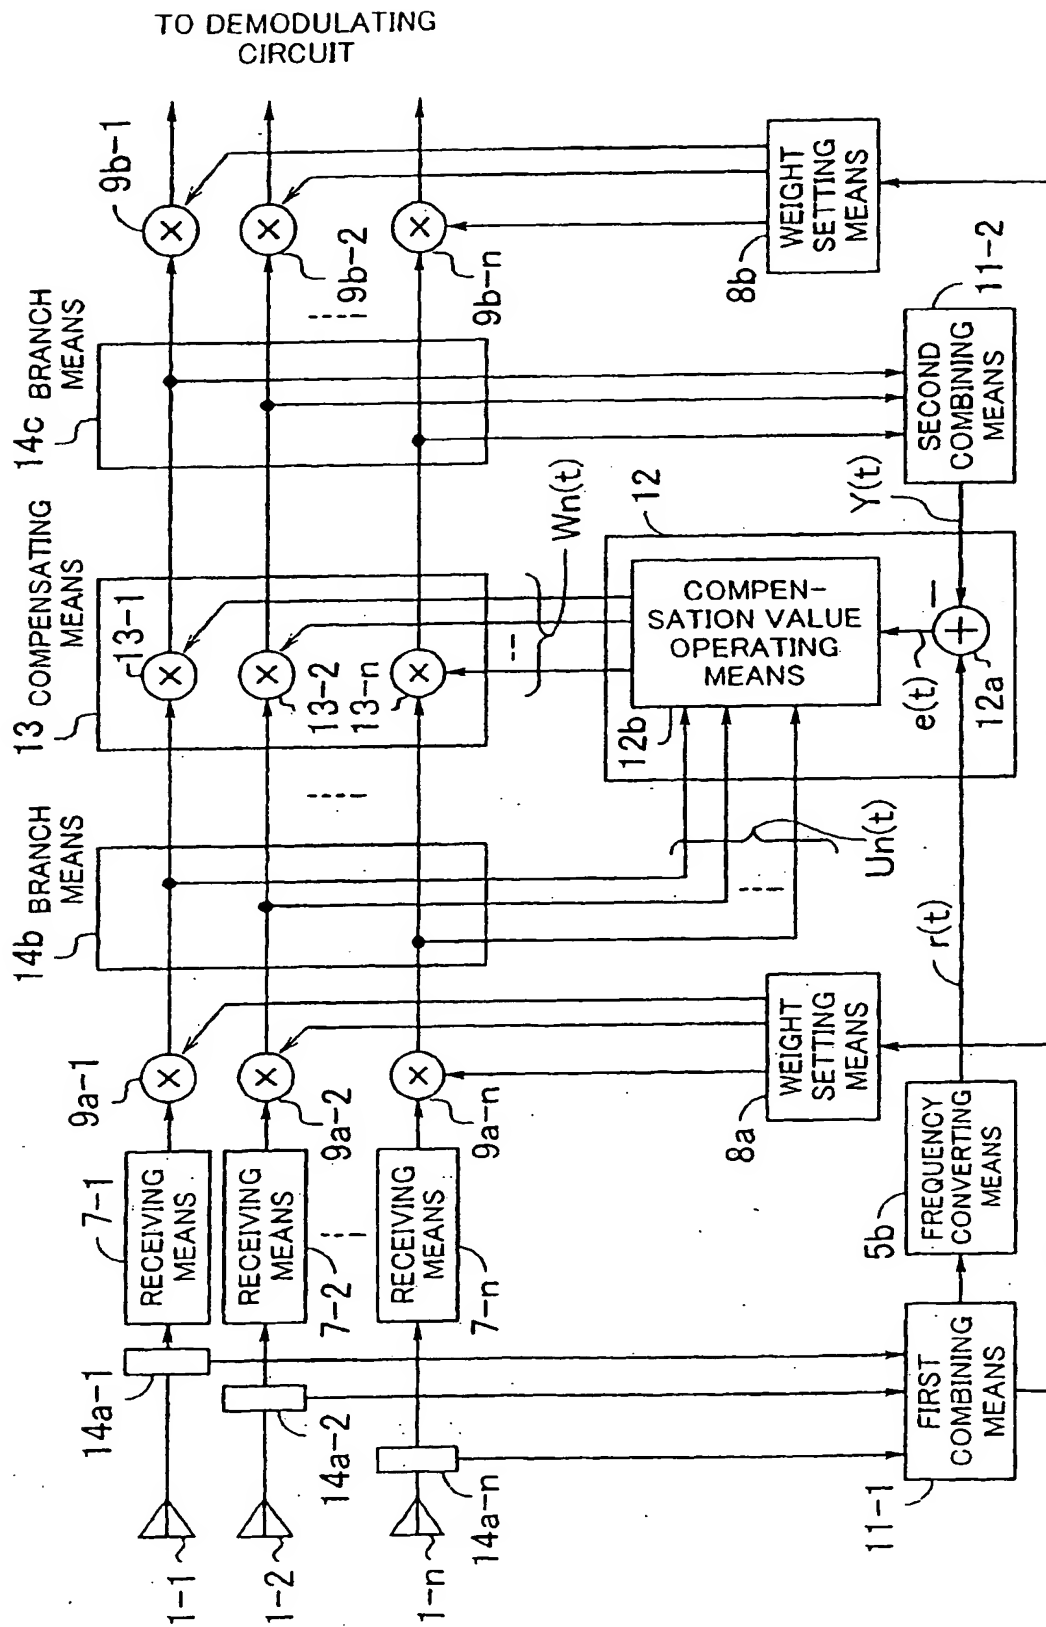 TO DEMODULATING
CIRCUIT
9b-1
9b-2
9b-n
WEIGHT
SETTING
MEANS
8b
14c BRANCH
MEANS
SECOND
COMBINING
MEANS
11-2
Y(t)
13 COMPENSATING
MEANS
13-1
13-2
13-n
Wn(t)
12
COMPEN-
SATION VALUE
OPERATING
MEANS
12b
e(t)
12a
14b BRANCH
MEANS
Un(t)
r(t)
9a-1
9a-2
9a-n
WEIGHT
SETTING
MEANS
8a
7-1
RECEIVING
MEANS
RECEIVING
MEANS
7-2
RECEIVING
MEANS
7-n
5b
FREQUENCY
CONVERTING
MEANS
14a-1
14a-2
14a-n
FIRST
COMBINING
MEANS
11-1
1-1
1-2
1-n